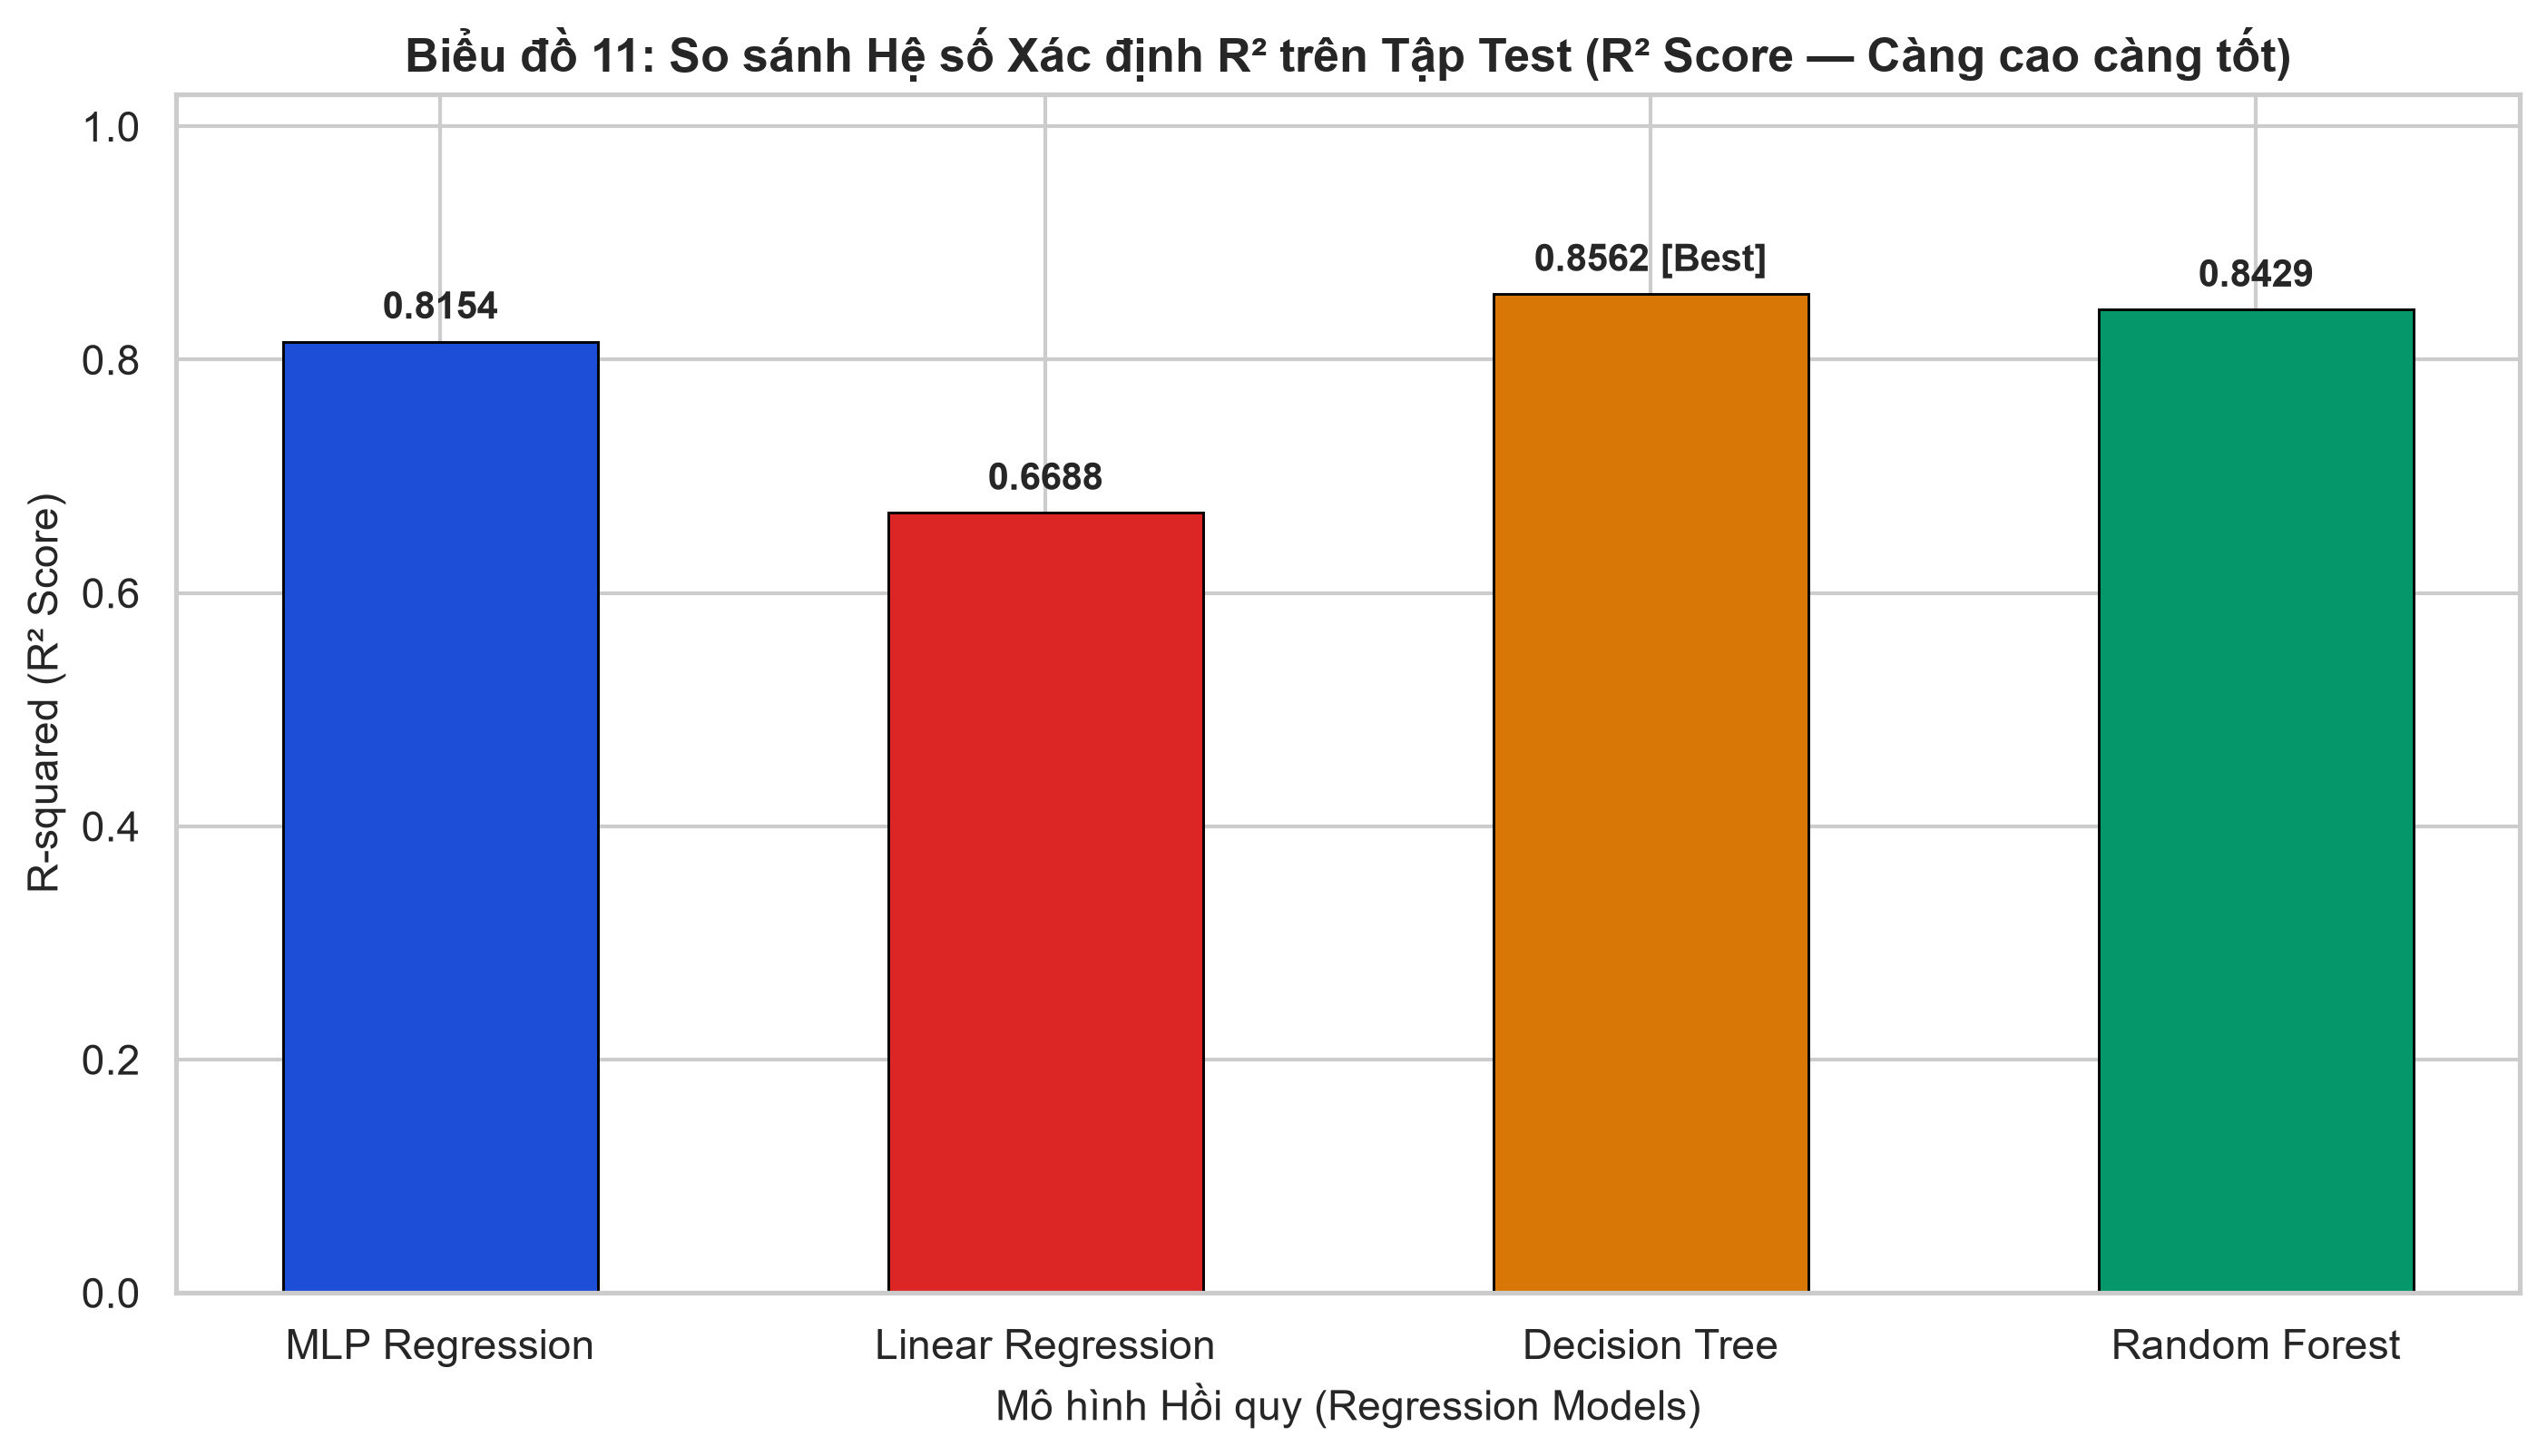 Biểu đồ 11: So sánh Hệ số Xác định R² trên Tập Test (R² Score — Càng cao càng tốt)
R-squared (R² Score)
1.0
0.8
0.6
0.4
0.2
0.0
0.8154
0.6688
0.8562 [Best]
0.8429
MLP Regression
Linear Regression
Decision Tree
Random Forest
Mô hình Hồi quy (Regression Models)